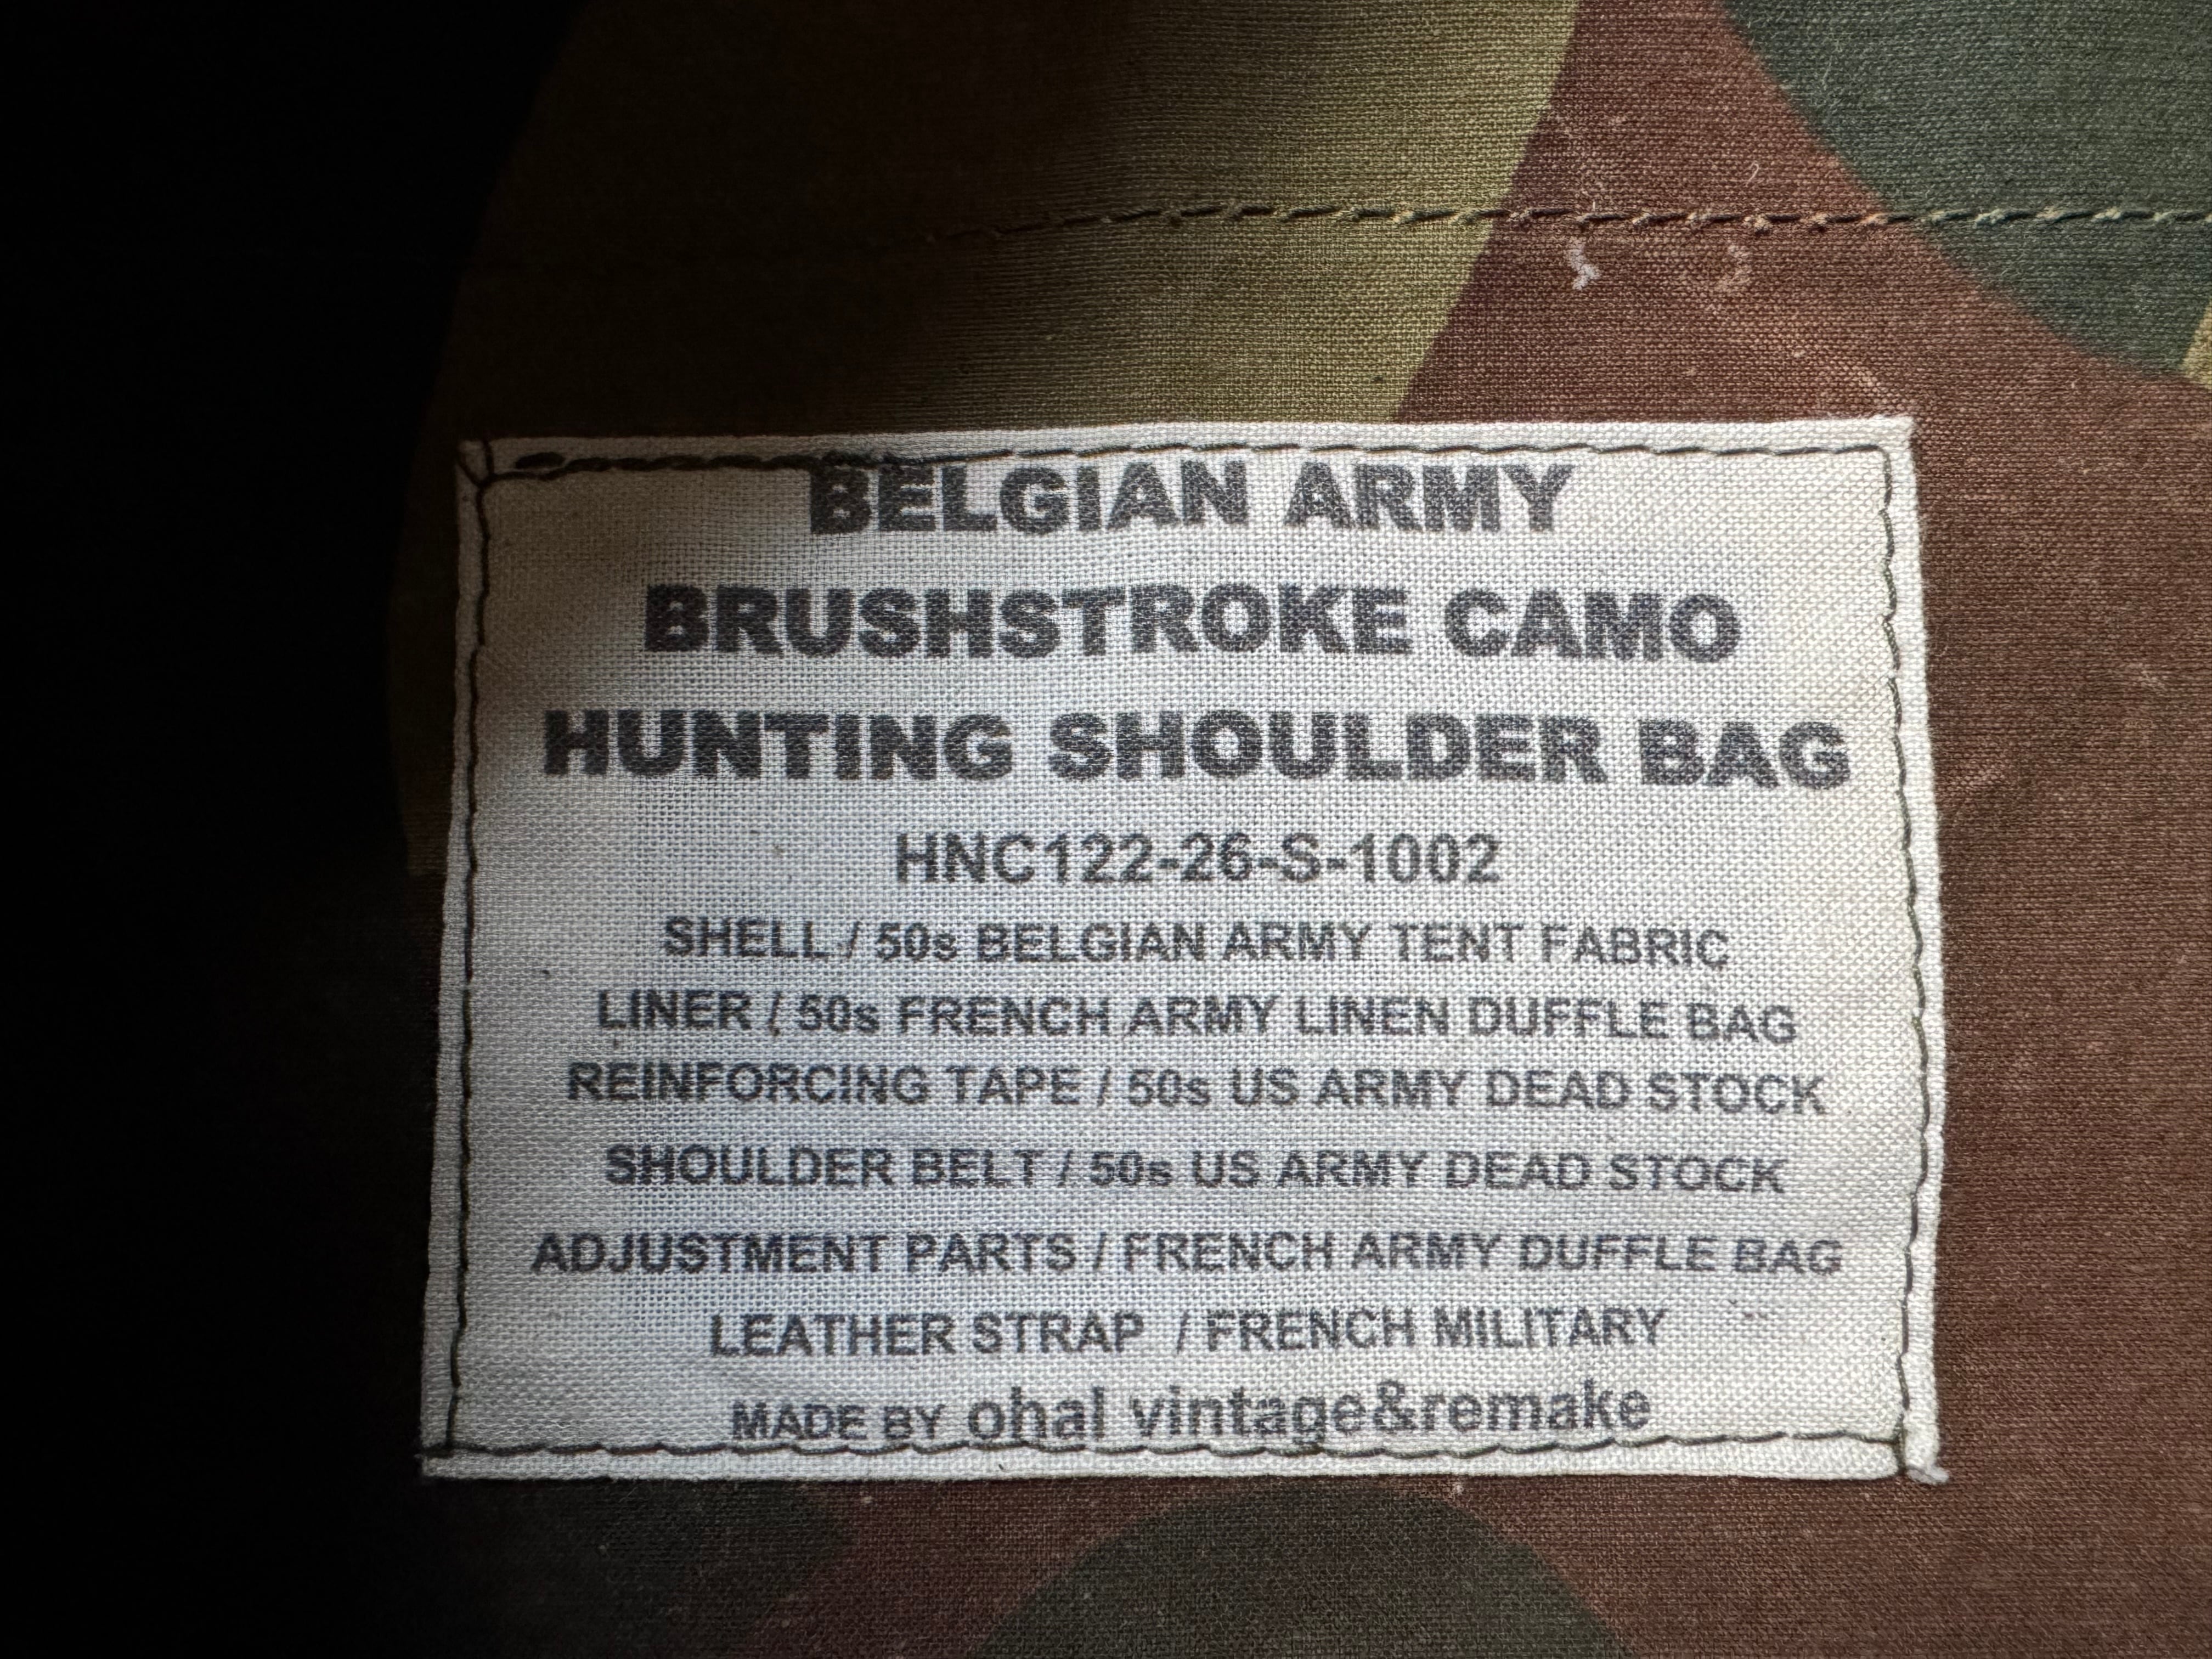 BELGIAN ARMY
BRUSHSTROKE CAMO
HUNTING SHOULDER BAG
HNC122-26-S-1002
SHELL / 50s BELGIAN ARMY TENT FABRIC
LINER / 50s FRENCH ARMY LINEN DUFFLE BAG
REINFORCING TAPE / 50s US ARMY DEAD STOCK
SHOULDER BELT / 50s US ARMY DEAD STOCK
ADJUSTMENT PARTS / FRENCH ARMY DUFFLE BAG
LEATHER STRAP / FRENCH MILITARY
MADE BY ohal vintage&remake